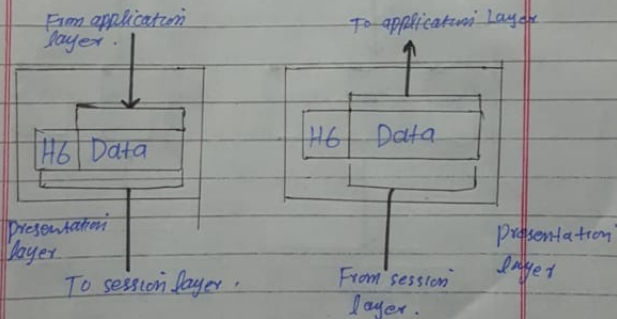 From application
layer.
To application layer
H6 Data
H6 Data
presentation
layer
presentation
layer
To session layer.
From session
layer.